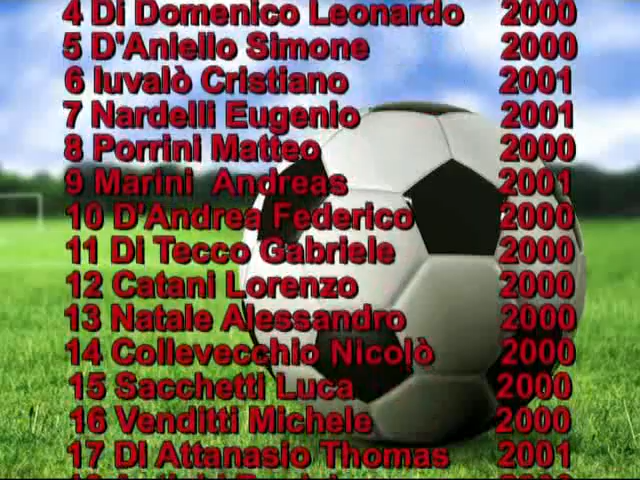 4 Di Domenico Leonardo 2000
5 D'Aniello Simone 2000
6 Iuvalò Cristiano 2001
7 Nardelli Eugenio 2001
8 Porrini Matteo 2000
9 Marini Andreas 2001
10 D'Andrea Federico 2000
11 Di Tecco Gabriele 2000
12 Catani Lorenzo 2000
13 Natale Alessandro 2000
14 Collevecchio Nicolò 2000
15 Sacchetti Luca 2000
16 Venditti Michele 2000
17 Di Attanasio Thomas 2001